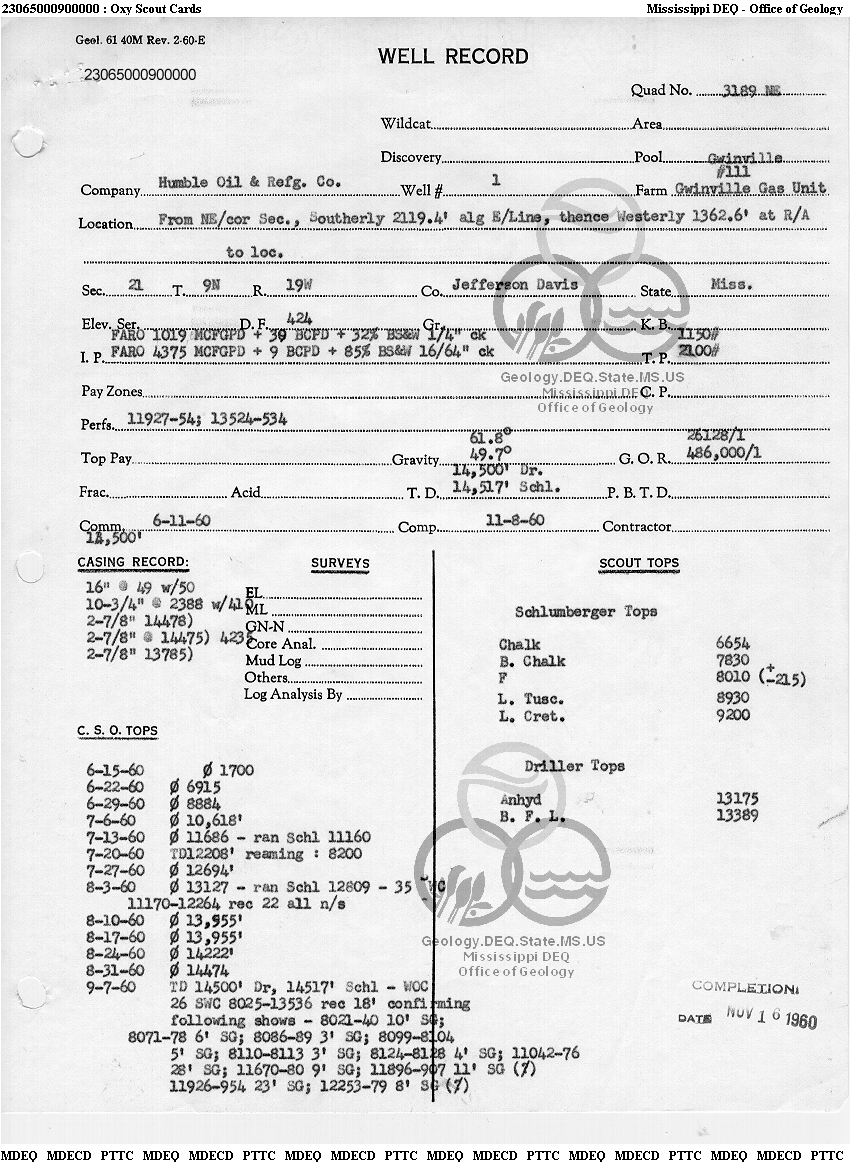 23065000900000 : Oxy Scout Cards Mississippi DEQ - Office of Geology
Geol. 61 40M Rev. 2-60-E
WELL RECORD
23065000900000
Quad No. 3189 NE
Wildcat Area
Discovery Pool Gwinville
#111
Company Humble Oil & Refg. Co. Well # 1 Farm Gwinville Gas Unit
Location From NE/cor Sec., Southerly 2119.4' alg E/Line, thence Westerly 1362.6' at R/A
to loc.
Sec. 21 T. 9N R. 19W Co. Jefferson Davis State Miss.
Elev. Ser. D. F. 424 Gr. K. B.
FARO 1019 MCFGPD + 39 BCPD + 32% BS&W 1/4" ck 1150#
I. P. FARO 4375 MCFGPD + 9 BCPD + 85% BS&W 16/64" ck T. P. 2100#
Geology.DEQ.State.MS.US
Pay Zones C. P.
Mississippi DEQ
Office of Geology
Perfs. 11927-54; 13524-534
61.8° 26128/1
Top Pay Gravity 49.7° G. O. R. 486,000/1
14,500' Dr.
Frac. Acid T. D. 14,517' Schl. P. B. T. D.
Comm. 6-11-60 Comp. 11-8-60 Contractor
14,500'
CASING RECORD: SURVEYS SCOUT TOPS
16" @ 49 w/50
10-3/4" @ 2388 w/410
2-7/8" 14478)
2-7/8" @ 14475) 4235
2-7/8" 13785)
EL
ML
GN-N
Core Anal.
Mud Log
Others
Log Analysis By
Schlumberger Tops
Chalk 6654
B. Chalk 7830
F 8010 (±-215)
L. Tusc. 8930
L. Cret. 9200
Driller Tops
Anhyd 13175
B. F. L. 13389
C. S. O. TOPS
6-15-60 Ø 1700
6-22-60 Ø 6915
6-29-60 Ø 8884
7-6-60 Ø 10,618'
7-13-60 Ø 11686 - ran Schl 11160
7-20-60 TD12208' reaming : 8200
7-27-60 Ø 12694'
8-3-60 Ø 13127 - ran Schl 12809 - 35 WC
11170-12264 rec 22 all n/s
8-10-60 Ø 13,955'
8-17-60 Ø 13,955'
8-24-60 Ø 14222'
8-31-60 Ø 14474
9-7-60 TD 14500' Dr, 14517' Schl - WOC
26 SWC 8025-13536 rec 18' confirming
following shows - 8021-40 10' SG;
8071-78 6' SG; 8086-89 3' SG; 8099-8104
5' SG; 8110-8113 3' SG; 8124-8128 4' SG; 11042-76
28' SG; 11670-80 9' SG; 11896-907 11' SG (?)
11926-954 23' SG; 12253-79 8' SG (?)
Geology.DEQ.State.MS.US
Mississippi DEQ
Office of Geology
COMPLETION:
DATE NOV 16 1960
MDEQ MDECD PTTC MDEQ MDECD PTTC MDEQ MDECD PTTC MDEQ MDECD PTTC MDEQ MDECD PTTC MDEQ MDECD PTTC